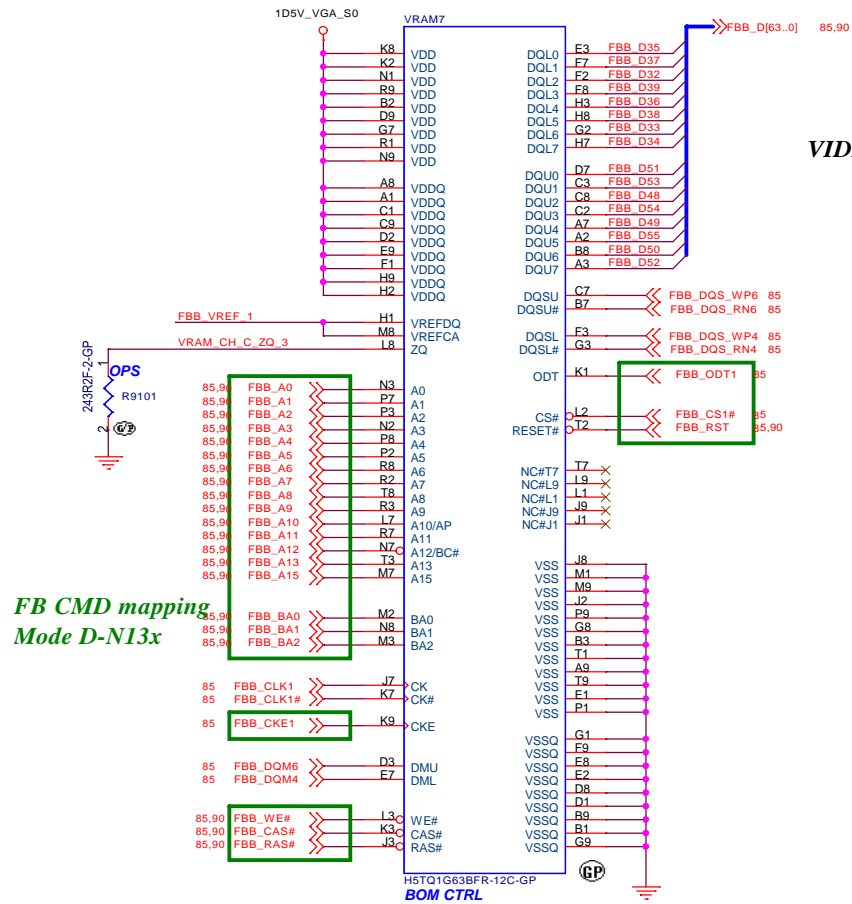 1D5V_VGA_S0
VRAM7
FBB_D[63..0] 85,90
K8 VDD DQL0 E3 FBB_D35
K2 VDD DQL1 F7 FBB_D37
N1 VDD DQL2 F2 FBB_D32
R9 VDD DQL3 F8 FBB_D39
B2 VDD DQL4 H3 FBB_D36
D9 VDD DQL5 H8 FBB_D38
G7 VDD DQL6 G2 FBB_D33
R1 VDD DQL7 H7 FBB_D34
N9 VDD
VID
A8 VDDQ DQU0 D7 FBB_D51
A1 VDDQ DQU1 C3 FBB_D53
C1 VDDQ DQU2 C8 FBB_D48
C9 VDDQ DQU3 C2 FBB_D54
D2 VDDQ DQU4 A7 FBB_D49
E9 VDDQ DQU5 A2 FBB_D55
F1 VDDQ DQU6 B8 FBB_D50
H9 VDDQ DQU7 A3 FBB_D52
H2 VDDQ
DQSU C7 FBB_DQS_WP6 85
DQSU# B7 FBB_DQS_RN6 85
FBB_VREF_1 H1 VREFDQ
M8 VREFCA
DQSL F3 FBB_DQS_WP4 85
DQSL# G3 FBB_DQS_RN4 85
VRAM_CH_C_ZQ_3 L8 ZQ
1
OPS
243R2F-2-GP
R9101
2 G/P
ODT K1 FBB_ODT1 85
CS# L2 FBB_CS1# 85
RESET# T2 FBB_RST 85,90
85,90 FBB_A0 N3 A0
85,90 FBB_A1 P7 A1
85,90 FBB_A2 P3 A2
85,90 FBB_A3 N2 A3
85,90 FBB_A4 P8 A4
85,90 FBB_A5 P2 A5
85,90 FBB_A6 R8 A6
85,90 FBB_A7 R2 A7
85,90 FBB_A8 T8 A8
85,90 FBB_A9 R3 A9
85,90 FBB_A10 L7 A10/AP
85,90 FBB_A11 R7 A11
85,90 FBB_A12 N7 A12/BC#
85,90 FBB_A13 T3 A13
85,90 FBB_A15 M7 A15
NC#T7 T7
NC#L9 L9
NC#L1 L1
NC#J9 J9
NC#J1 J1
FB CMD mapping
Mode D-N13x
85,90 FBB_BA0 M2 BA0
85,90 FBB_BA1 N8 BA1
85,90 FBB_BA2 M3 BA2
VSS J8
VSS M1
VSS M9
VSS J2
VSS P9
VSS G8
VSS B3
VSS T1
VSS A9
VSS T9
VSS E1
VSS P1
85 FBB_CLK1 J7 CK
85 FBB_CLK1# K7 CK#
85 FBB_CKE1 K9 CKE
85 FBB_DQM6 D3 DMU
85 FBB_DQM4 E7 DML
VSSQ G1
VSSQ F9
VSSQ E8
VSSQ E2
VSSQ D8
VSSQ D1
VSSQ B9
VSSQ B1
VSSQ G9
85,90 FBB_WE# L3 WE#
85,90 FBB_CAS# K3 CAS#
85,90 FBB_RAS# J3 RAS#
H5TQ1G63BFR-12C-GP
GP
BOM CTRL